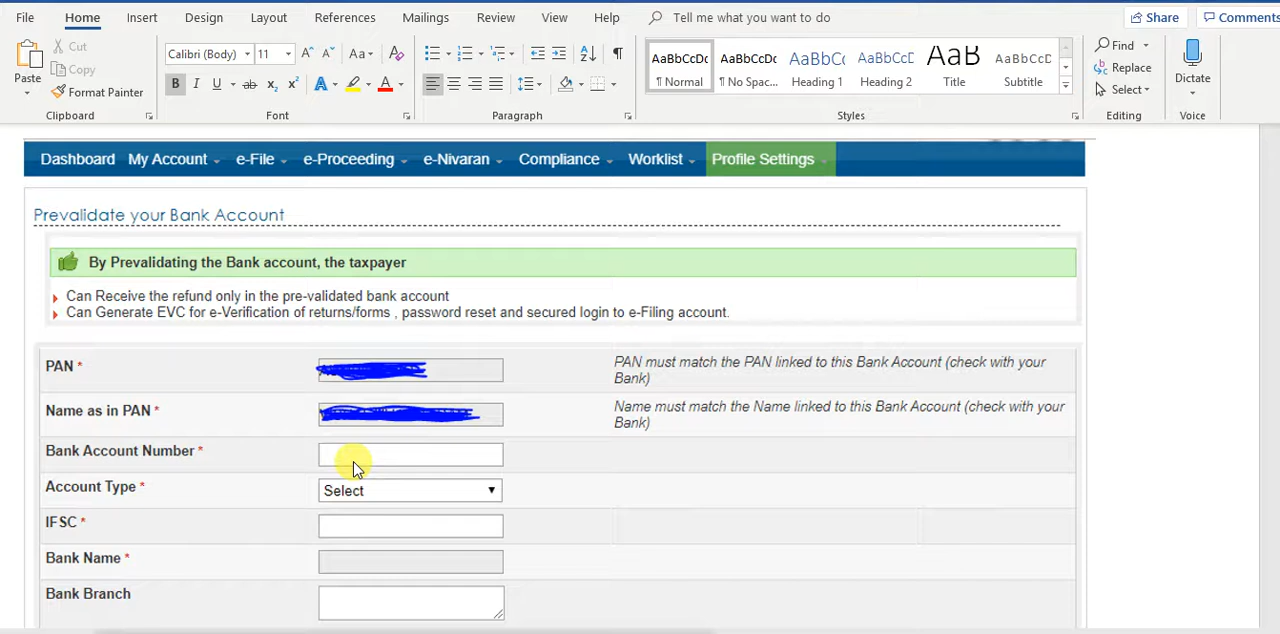 File Home Insert Design Layout References Mailings Review View Help Tell me what you want to do Share Comments
Paste Cut Copy Format Painter
Calibri (Body) 11 Aa
B I U ab x₂ x² A A
AaBbCcDc AaBbCcDc AaBbC AaBbCcD AaB AaBbCcD
¶ Normal ¶ No Spac... Heading 1 Heading 2 Title Subtitle
Find Replace Select Dictate
Clipboard Font Paragraph Styles Editing Voice
Dashboard My Account e-File e-Proceeding e-Nivaran Compliance Worklist Profile Settings
Prevalidate your Bank Account
By Prevalidating the Bank account, the taxpayer
Can Receive the refund only in the pre-validated bank account
Can Generate EVC for e-Verification of returns/forms , password reset and secured login to e-Filing account.
PAN * PAN must match the PAN linked to this Bank Account (check with your
Bank)
Name as in PAN * Name must match the Name linked to this Bank Account (check with your
Bank)
Bank Account Number *
Account Type * Select
IFSC *
Bank Name *
Bank Branch